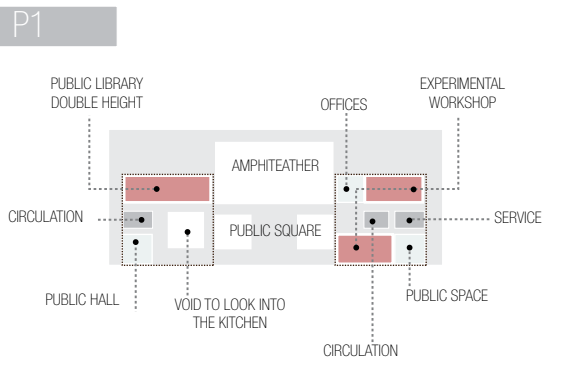 P1
PUBLIC LIBRARY
DOUBLE HEIGHT
OFFICES
EXPERIMENTAL
WORKSHOP
AMPHITEATHER
CIRCULATION
PUBLIC SQUARE
SERVICE
PUBLIC HALL
VOID TO LOOK INTO
THE KITCHEN
PUBLIC SPACE
CIRCULATION